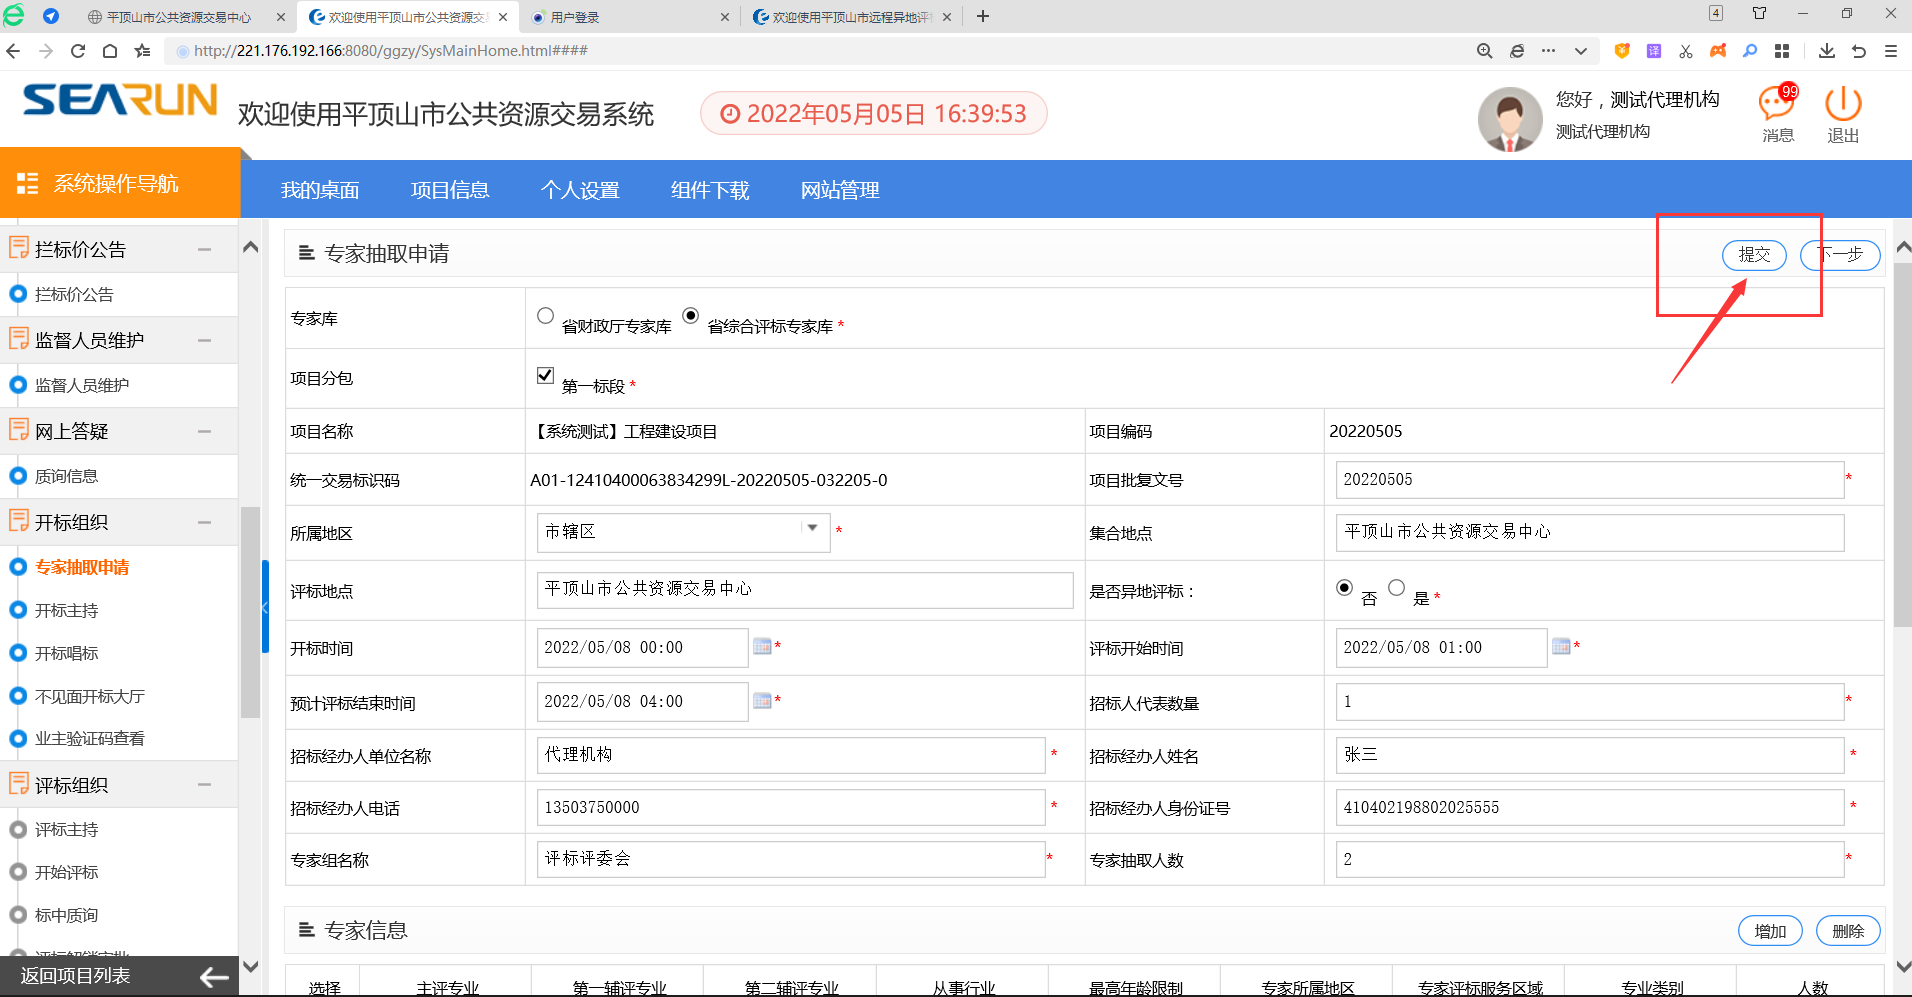 平顶山市公共资源交易中心
欢迎使用平顶山市公共资源交易
用户登录
欢迎使用平顶山市远程异地评
4
http://221.176.192.166:8080/ggzy/SysMainHome.html####
SEARUN
欢迎使用平顶山市公共资源交易系统
2022年05月05日 16:39:53
您好，测试代理机构
测试代理机构
99
消息
退出
系统操作导航
我的桌面
项目信息
个人设置
组件下载
网站管理
拦标价公告
拦标价公告
监督人员维护
监督人员维护
网上答疑
质询信息
开标组织
专家抽取申请
开标主持
开标唱标
不见面开标大厅
业主验证码查看
评标组织
评标主持
开始评标
标中质询
返回项目列表
专家抽取申请
提交
下一步
专家库
省财政厅专家库
省综合评标专家库 *
项目分包
第一标段 *
项目名称
【系统测试】工程建设项目
项目编码
20220505
统一交易标识码
A01-12410400063834299L-20220505-032205-0
项目批复文号
20220505 *
所属地区
市辖区 *
集合地点
平顶山市公共资源交易中心
评标地点
平顶山市公共资源交易中心
是否异地评标：
否
是 *
开标时间
2022/05/08 00:00 *
评标开始时间
2022/05/08 01:00 *
预计评标结束时间
2022/05/08 04:00 *
招标人代表数量
1 *
招标经办人单位名称
代理机构 *
招标经办人姓名
张三 *
招标经办人电话
13503750000 *
招标经办人身份证号
410402198802025555 *
专家组名称
评标评委会 *
专家抽取人数
2 *
专家信息
增加
删除
选择
主评专业
第一辅评专业
第二辅评专业
从事行业
最高年龄限制
专家所属地区
专家评标服务区域
专业类别
人数